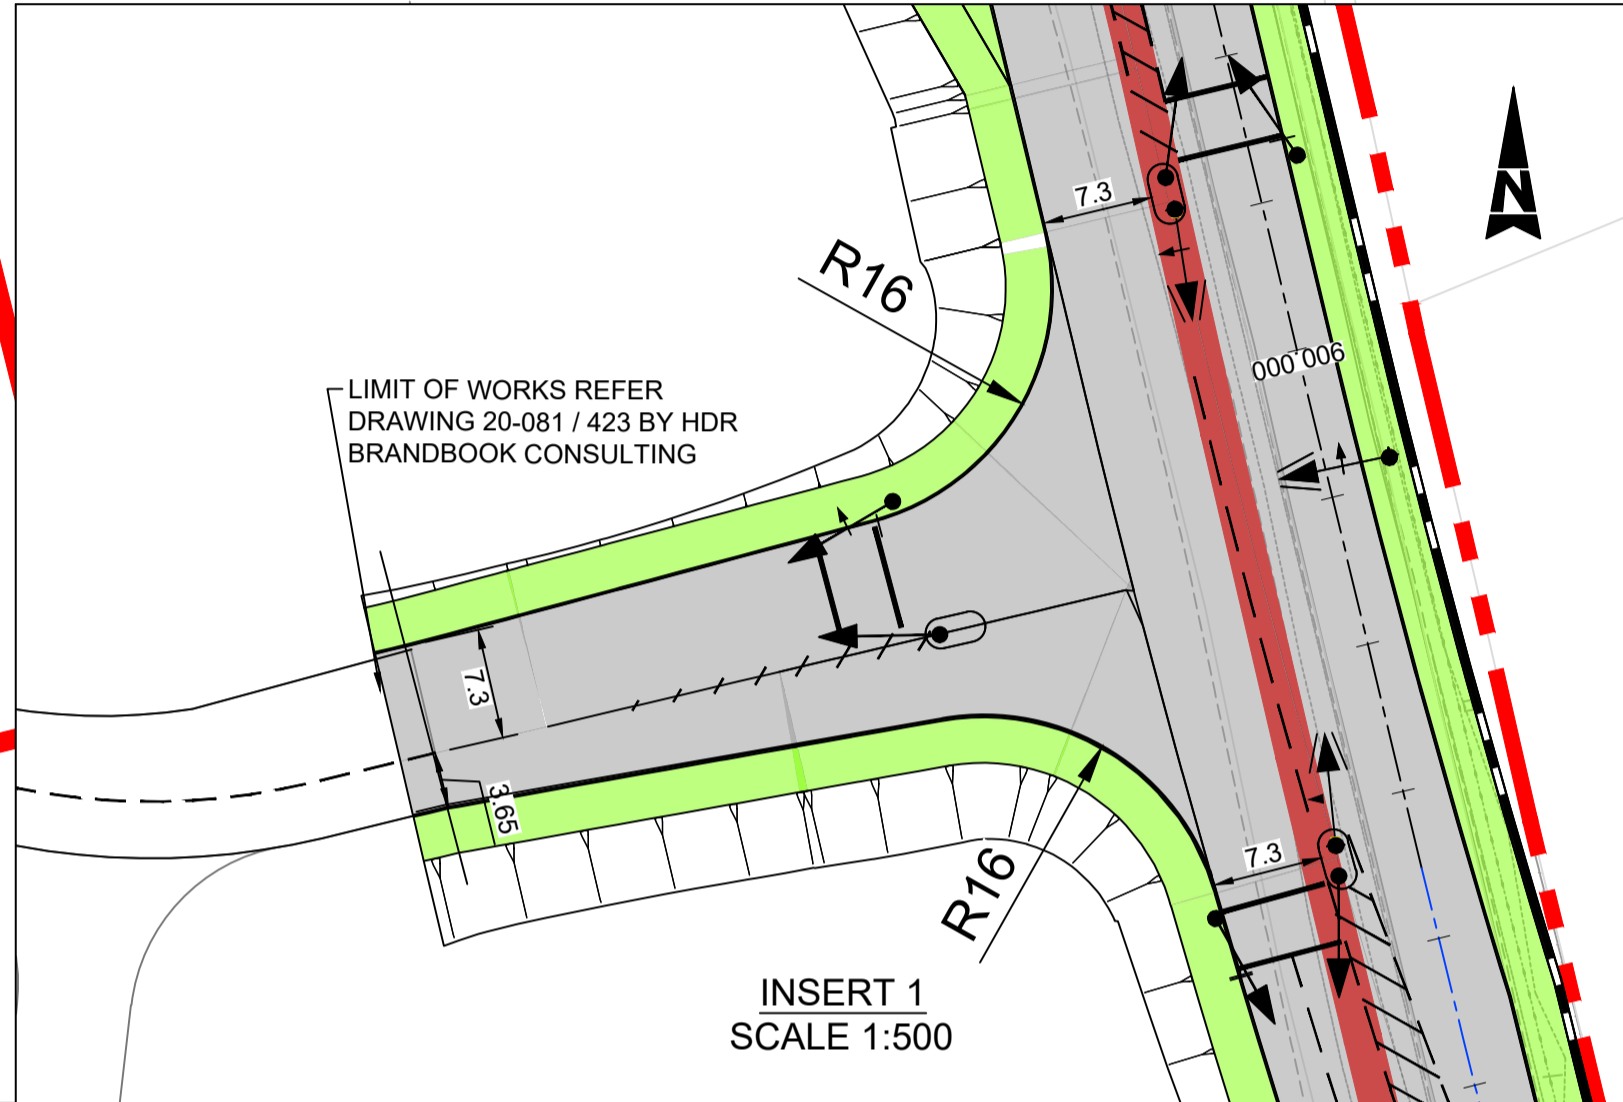 7.3
N
R16
000.006
LIMIT OF WORKS REFER
DRAWING 20-081 / 423 BY HDR
BRANDBOOK CONSULTING
7.3
3.65
7.3
R16
INSERT 1
SCALE 1:500